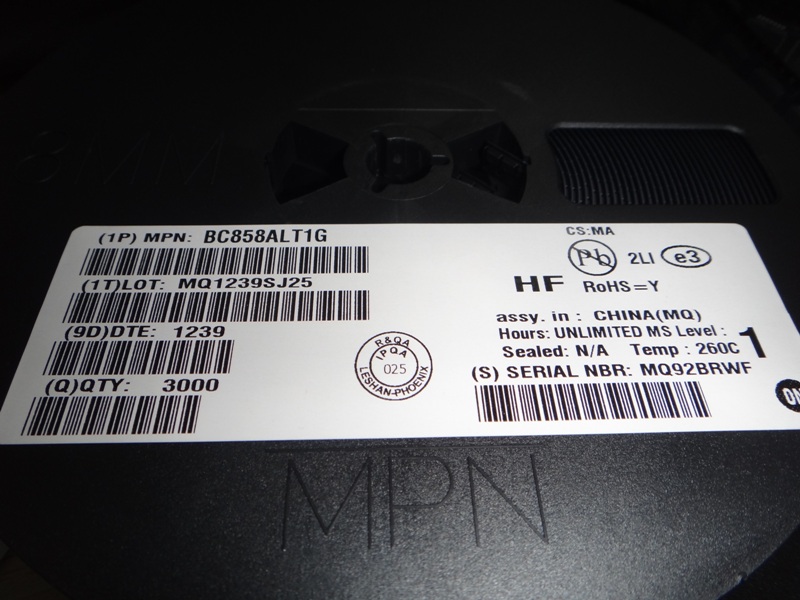 8MM
(1P) MPN: BC858ALT1G
(1T)LOT: MQ1239SJ25
(9D)DTE: 1239
(Q)QTY: 3000
R&QA
IPQA
025
LESHAN-PHOENIX
CS:MA
Pb 2LI e3
HF RoHS=Y
assy. in : CHINA(MQ)
Hours: UNLIMITED MS Level : 1
Sealed: N/A Temp : 260C
(S) SERIAL NBR: MQ92BRWF
ON
MPN